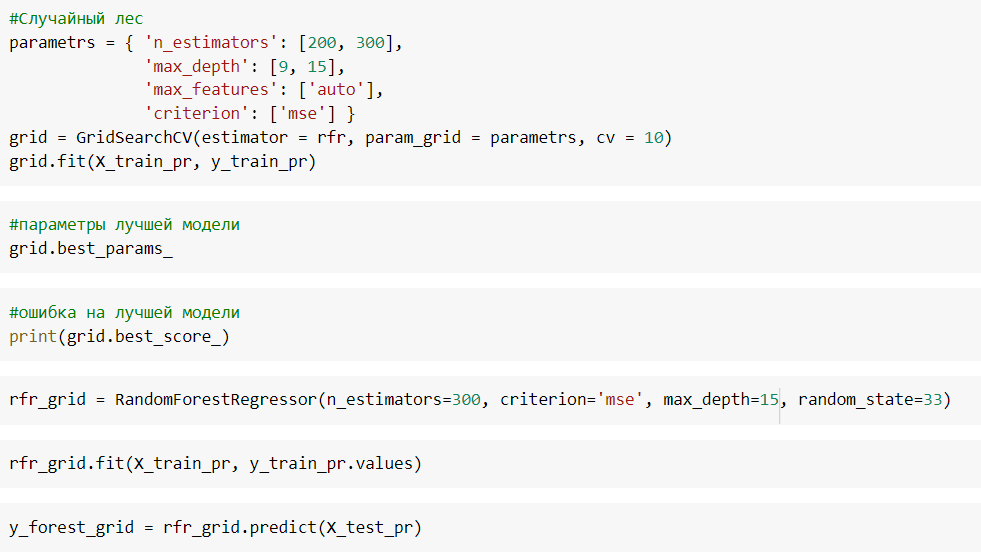 #Случайный лес
parametrs = { 'n_estimators': [200, 300],
'max_depth': [9, 15],
'max_features': ['auto'],
'criterion': ['mse'] }
grid = GridSearchCV(estimator = rfr, param_grid = parametrs, cv = 10)
grid.fit(X_train_pr, y_train_pr)
#параметры лучшей модели
grid.best_params_
#ошибка на лучшей модели
print(grid.best_score_)
rfr_grid = RandomForestRegressor(n_estimators=300, criterion='mse', max_depth=15, random_state=33)
rfr_grid.fit(X_train_pr, y_train_pr.values)
y_forest_grid = rfr_grid.predict(X_test_pr)